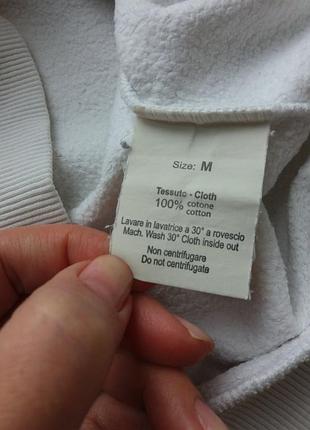 Size: M
Tessuto - Cloth
100% cotone
cotton
Lavare in lavatrice a 30° a rovescio
Mach. Wash 30° Cloth inside out
Non centrifugare
Do not centrifugate